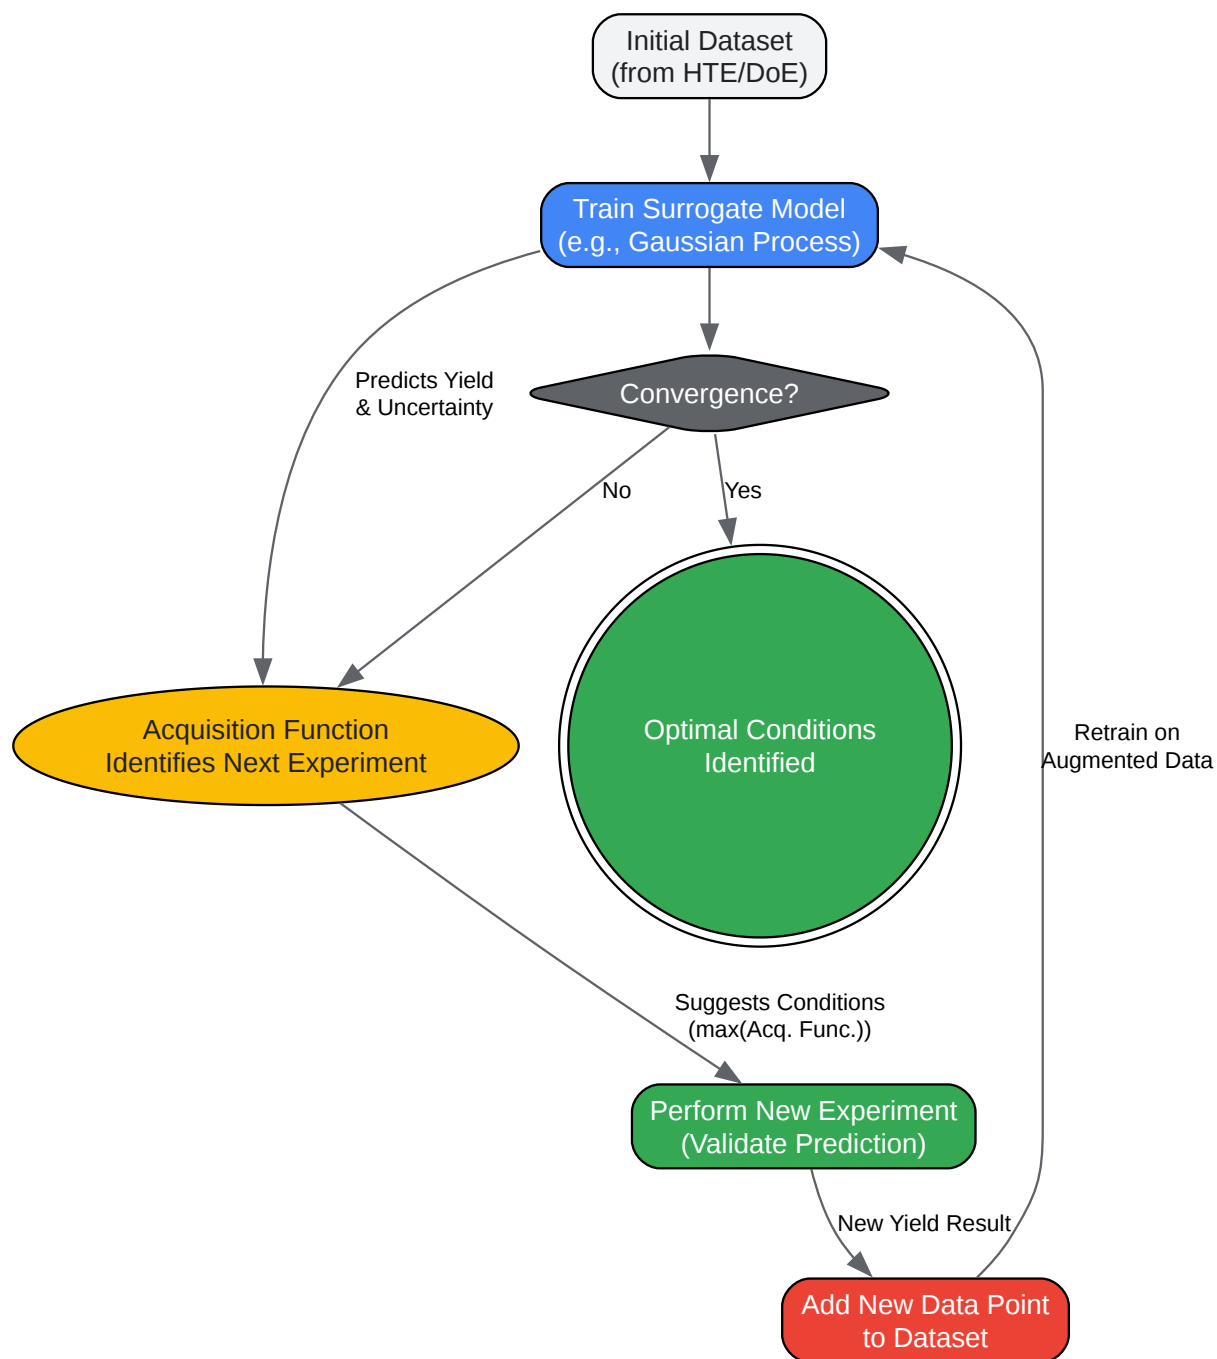 Initial Dataset
(from HTE/DoE)
Train Surrogate Model
(e.g., Gaussian Process)
Predicts Yield
& Uncertainty
Convergence?
No
Yes
Acquisition Function
Identifies Next Experiment
Optimal Conditions
Identified
Retrain on
Augmented Data
Suggests Conditions
(max(Acq. Func.))
Perform New Experiment
(Validate Prediction)
New Yield Result
Add New Data Point
to Dataset